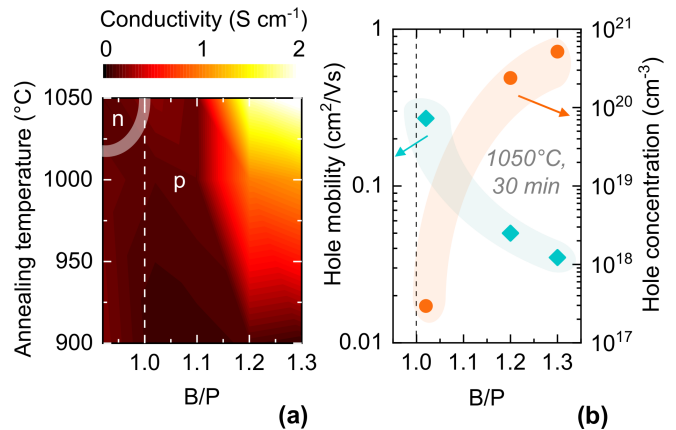 Conductivity (S cm⁻¹)
0 1 2
Annealing temperature (°C)
1050
1000
950
900
n
p
1.0 1.1 1.2 1.3
B/P
(a)
Hole mobility (cm²/Vs)
1
0.1
0.01
1050°C,
30 min
10²¹
10²⁰
10¹⁹
10¹⁸
10¹⁷
Hole concentration (cm⁻³)
1.0 1.1 1.2 1.3
B/P
(b)